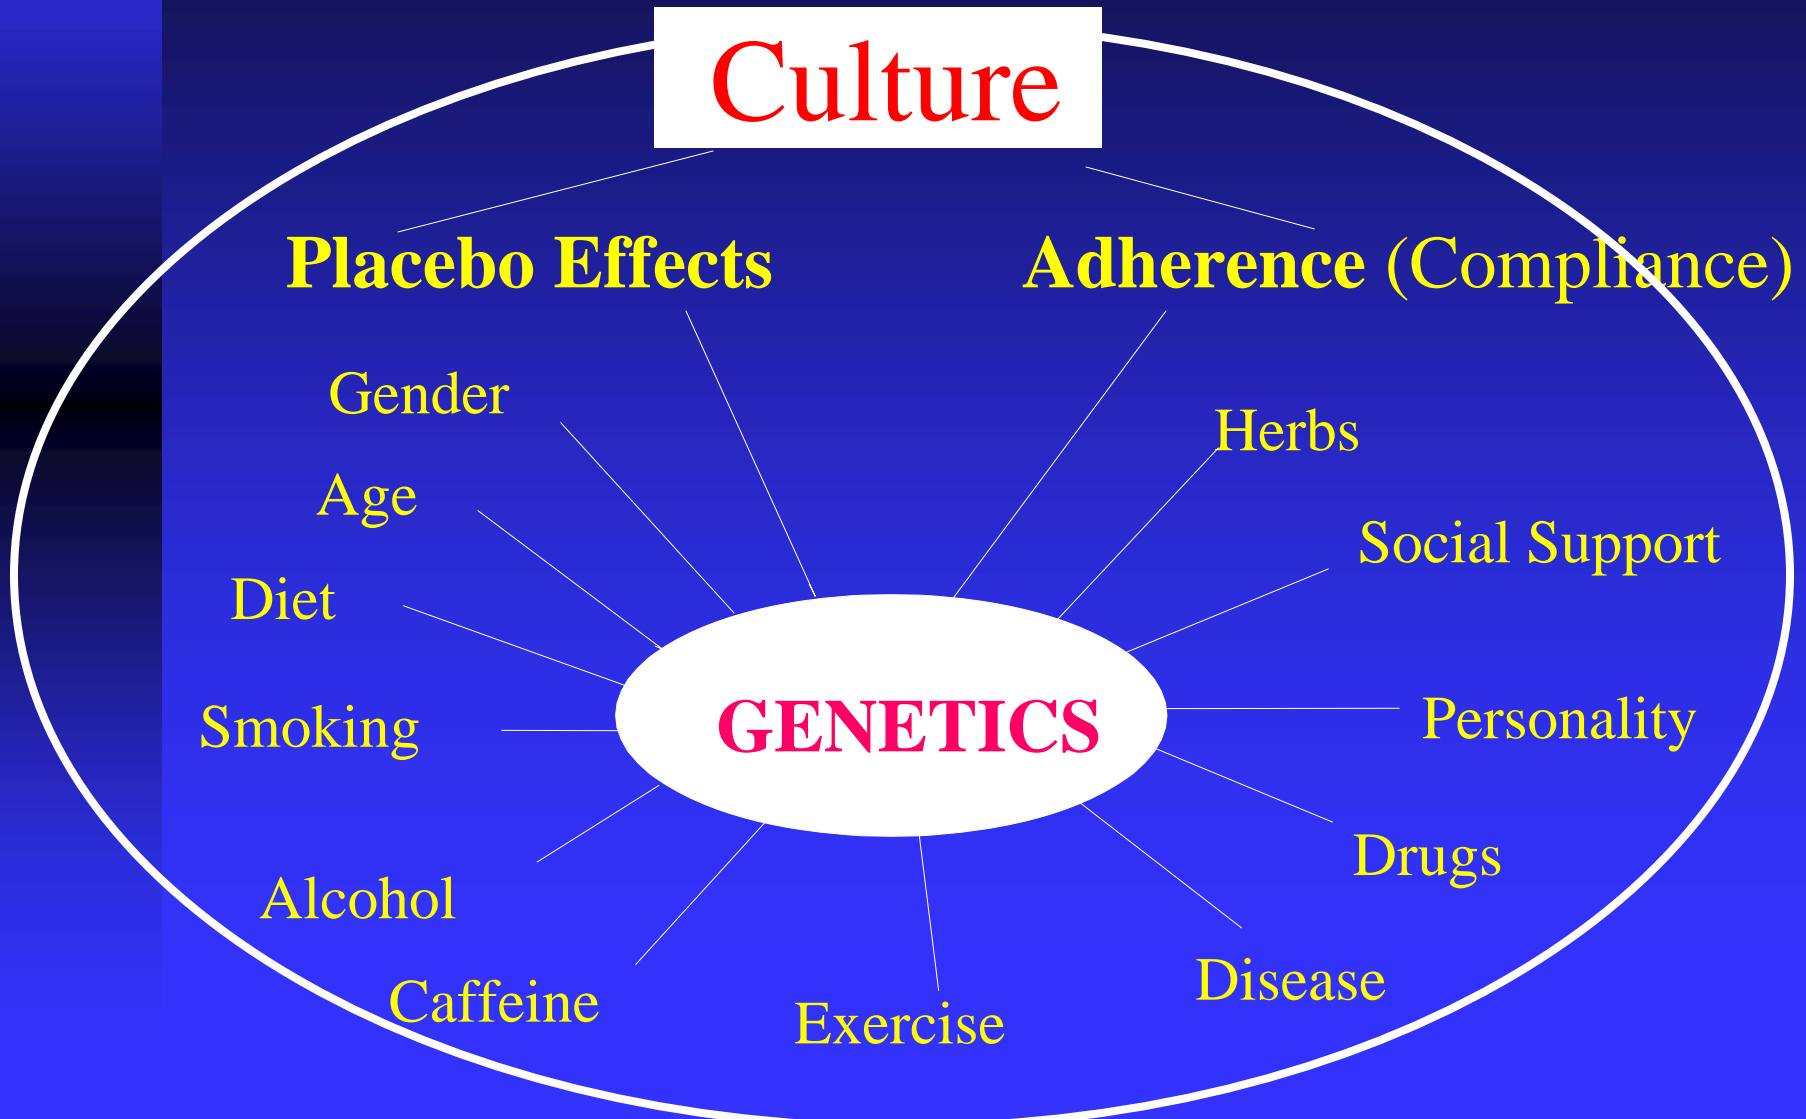 Culture
Placebo Effects
Adherence (Compliance)
Gender
Herbs
Age
Social Support
Diet
Smoking
GENETICS
Personality
Drugs
Alcohol
Disease
Caffeine
Exercise